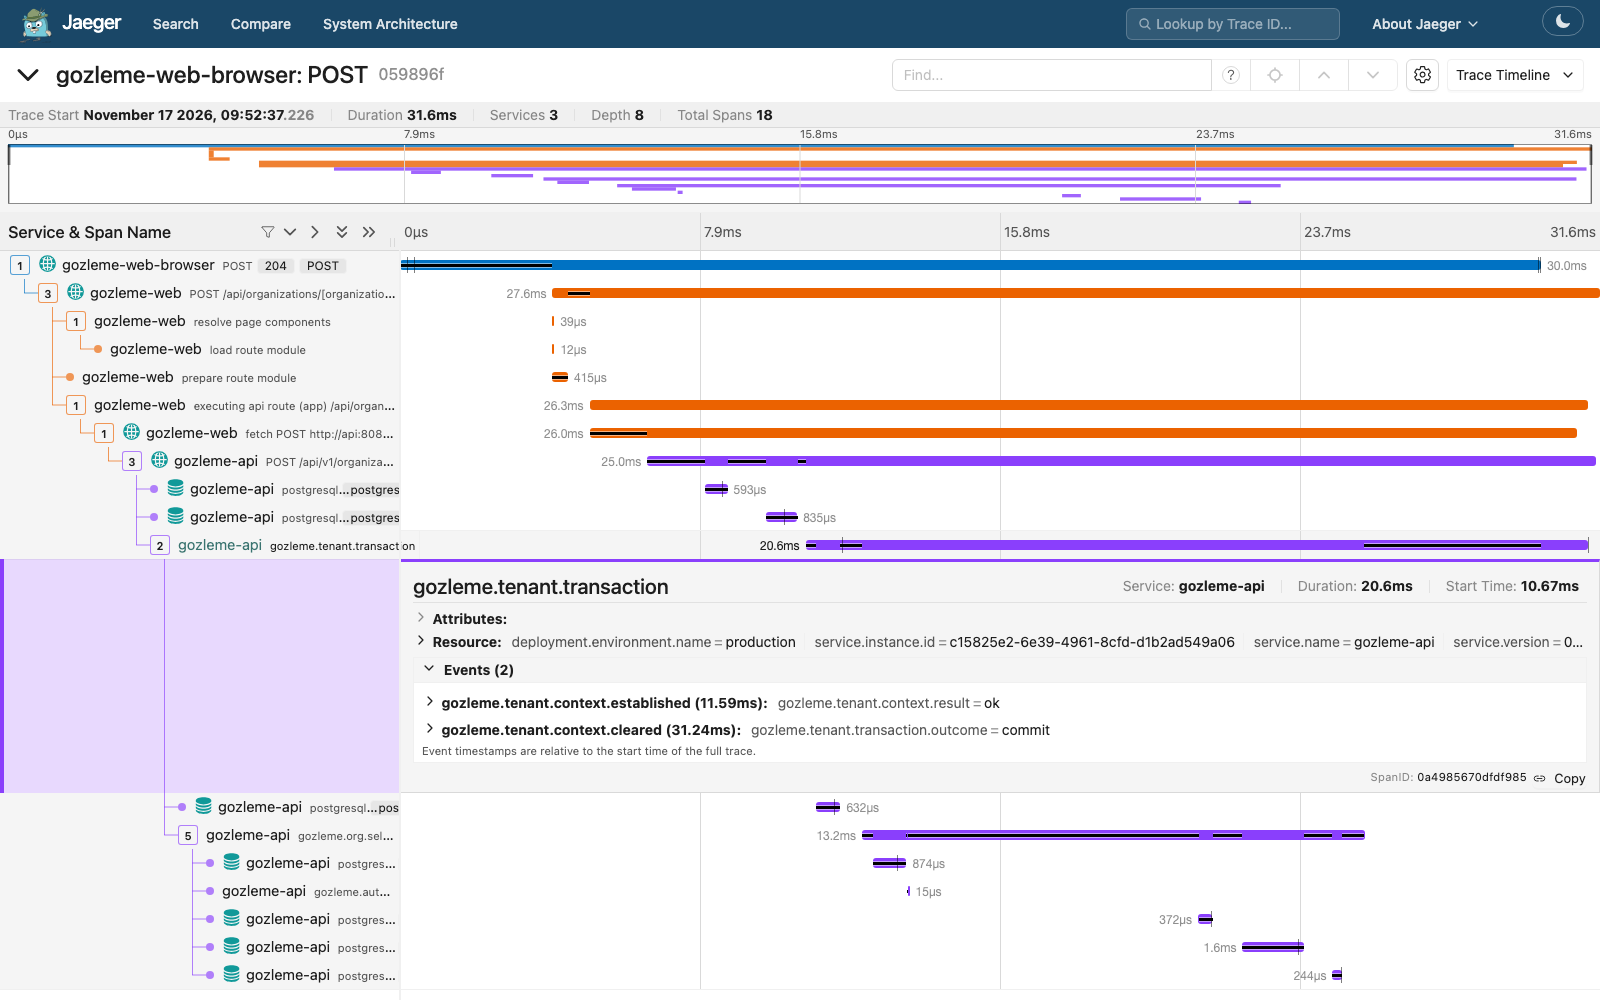 Jaeger Search Compare System Architecture Lookup by Trace ID... About Jaeger
gozleme-web-browser: POST 059896f Find... ? Trace Timeline
Trace Start November 17 2026, 09:52:37.226 Duration 31.6ms Services 3 Depth 8 Total Spans 18
0μs 7.9ms 15.8ms 23.7ms 31.6ms
Service & Span Name 0μs 7.9ms 15.8ms 23.7ms 31.6ms
1 gozleme-web-browser POST 204 POST 30.0ms
3 gozleme-web POST /api/organizations/[organizatio... 27.6ms
1 gozleme-web resolve page components 39μs
gozleme-web load route module 12μs
gozleme-web prepare route module 415μs
1 gozleme-web executing api route (app) /api/organ... 26.3ms
1 gozleme-web fetch POST http://api:808... 26.0ms
3 gozleme-api POST /api/v1/organiza... 25.0ms
gozleme-api postgresql... postgres 593μs
gozleme-api postgresql... postgres 835μs
2 gozleme-api gozleme.tenant.transaction 20.6ms
gozleme.tenant.transaction Service: gozleme-api Duration: 20.6ms Start Time: 10.67ms
Attributes:
Resource: deployment.environment.name = production service.instance.id = c15825e2-6e39-4961-8cfd-d1b2ad549a06 service.name = gozleme-api service.version = 0...
Events (2)
gozleme.tenant.context.established (11.59ms): gozleme.tenant.context.result = ok
gozleme.tenant.context.cleared (31.24ms): gozleme.tenant.transaction.outcome = commit
Event timestamps are relative to the start time of the full trace.
SpanID: 0a4985670dfdf985 Copy
gozleme-api postgresql... pos 632μs
5 gozleme-api gozleme.org.sel... 13.2ms
gozleme-api postgres... 874μs
gozleme-api gozleme.aut... 15μs
gozleme-api postgres... 372μs
gozleme-api postgres... 1.6ms
gozleme-api postgres... 244μs